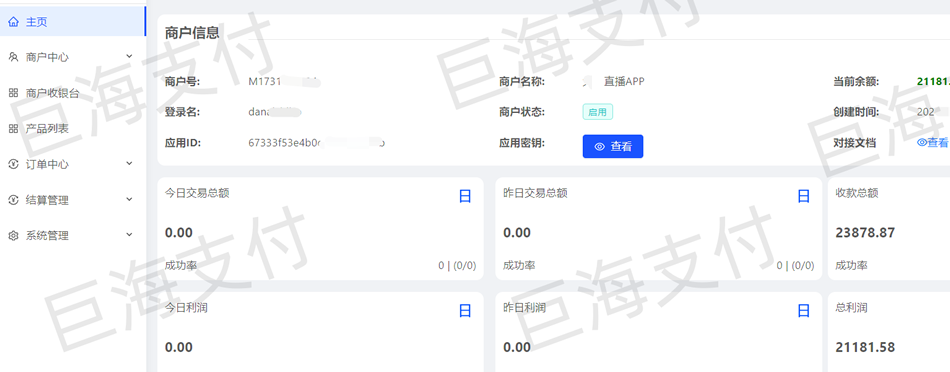 主页
商户中心
商户收银台
产品列表
订单中心
结算管理
系统管理
商户信息
商户号: M1731 商户名称: 直播APP 当前余额: 21181.
登录名: dana 商户状态: 启用 创建时间: 202
应用ID: 67333f53e4b0 应用密钥: 查看 对接文档 查看
今日交易总额 日 昨日交易总额 日 收款总额
0.00 0.00 23878.87
成功率 0 | (0/0) 成功率 0 | (0/0) 成功率
今日利润 日 昨日利润 日 总利润
0.00 0.00 21181.58
巨海支付
巨海支付
巨海支付
巨海支付
巨海